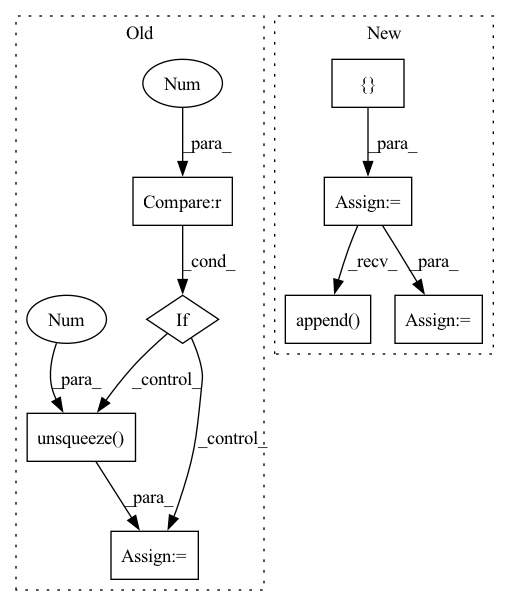 Old
New
Num
{}
_para_
_para_
Compare:r
Assign:=
_cond_
_recv_
_para_
Num
If
append()
Assign:=
_para_
_control_
_control_
unsqueeze()
_para_
Assign:=